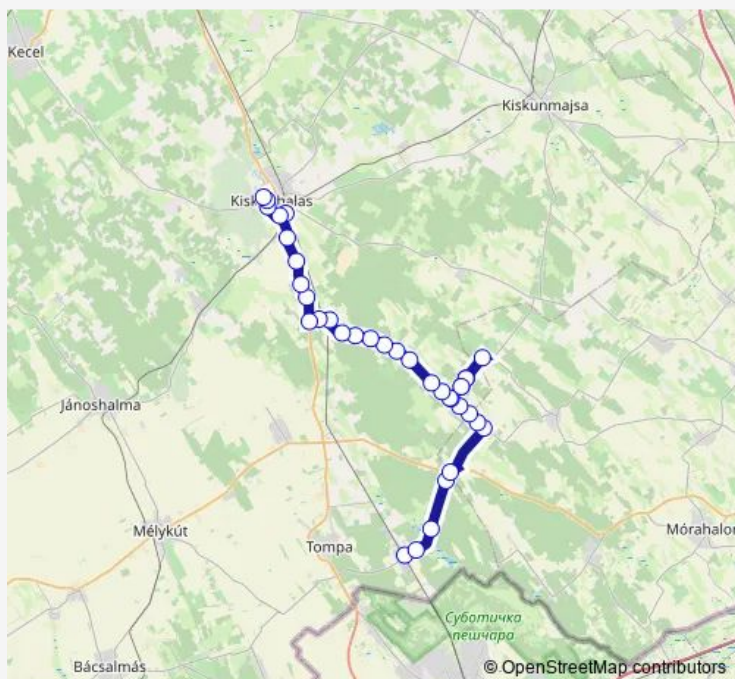 Kecel
Kiskunmajsa
Kiskunhalas
Jánoshalma
Mélykút
Mórahalom
Tompa
Суботичка
пешчара
Bácsalmás
© OpenStreetMap contributors